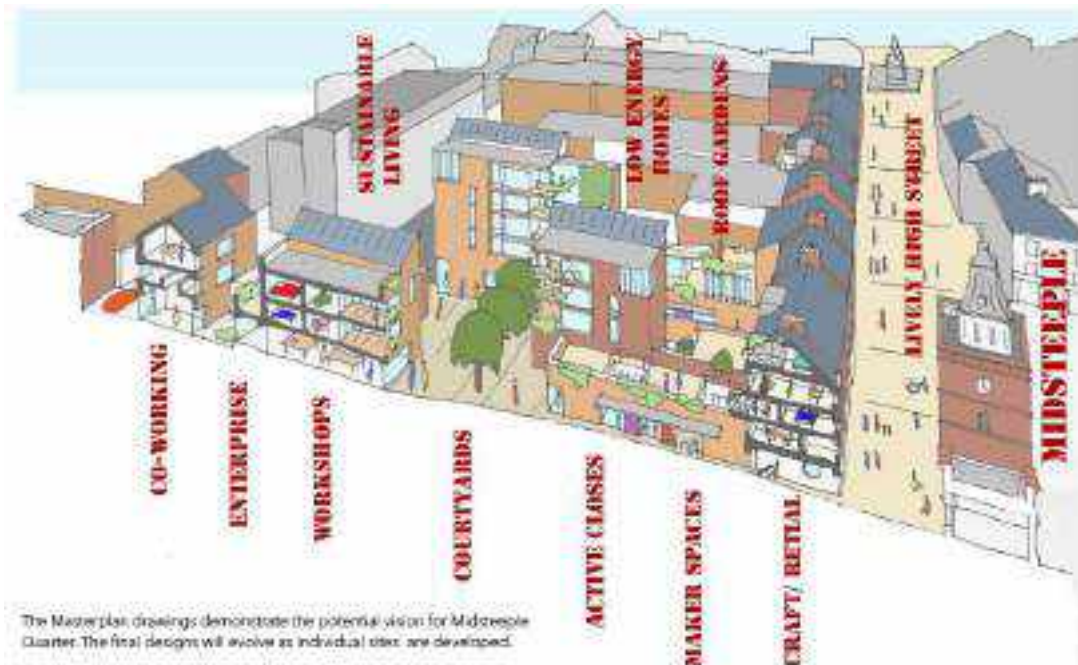 SUSTAINABLE
LIVING
LOW ENERGY
HOMES
ROOF GARDENS
LIVELY HIGH STREET
MIDSTEEPLE
CO-WORKING
ENTERPRISE
WORKSHOPS
COURTYARDS
ACTIVE CLOSES
MAKER SPACES
CRAFT/ RETIAL
The Masterplan drawings demonstrate the potential vision for Midsteeple
Quarter. The final designs will evolve as individual sites are developed.